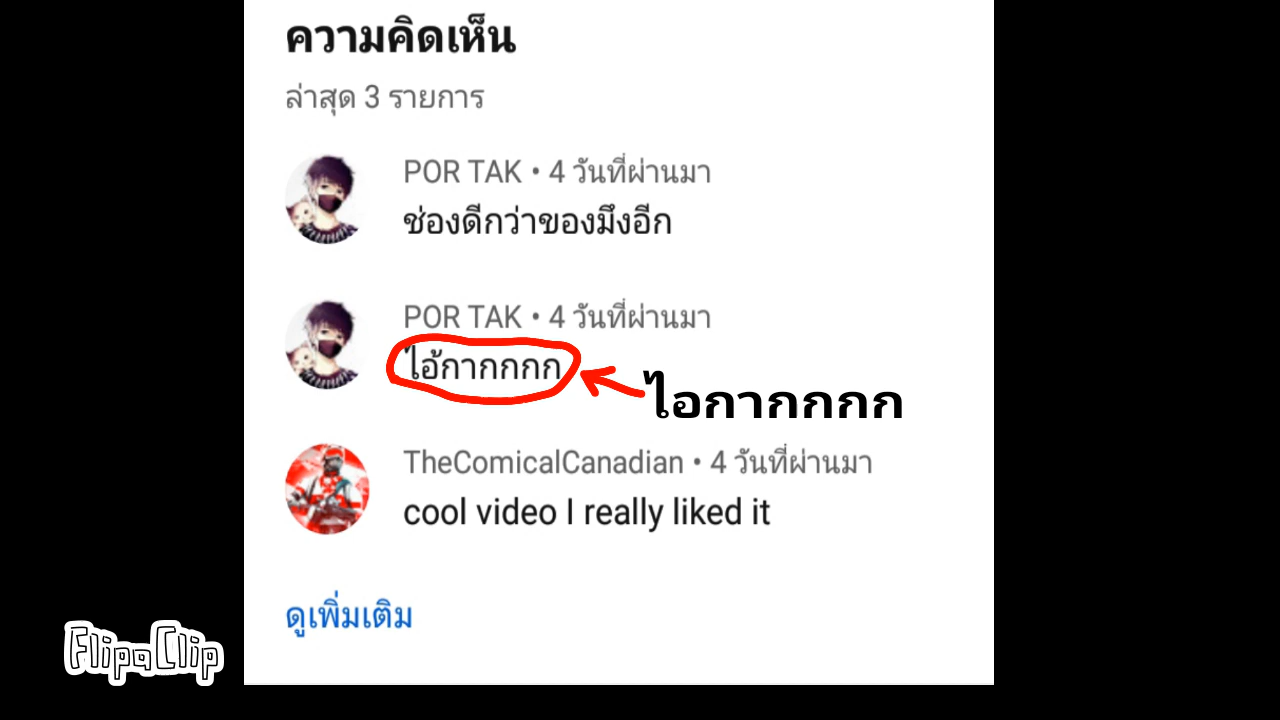 ความคิดเห็น
ล่าสุด 3 รายการ
POR TAK • 4 วันที่ผ่านมา
ช่องดีกว่าของมึงอีก
POR TAK • 4 วันที่ผ่านมา
ไอ้กากกกก
ไอกากกกก
TheComicalCanadian • 4 วันที่ผ่านมา
cool video I really liked it
ดูเพิ่มเติม
FlipaClip